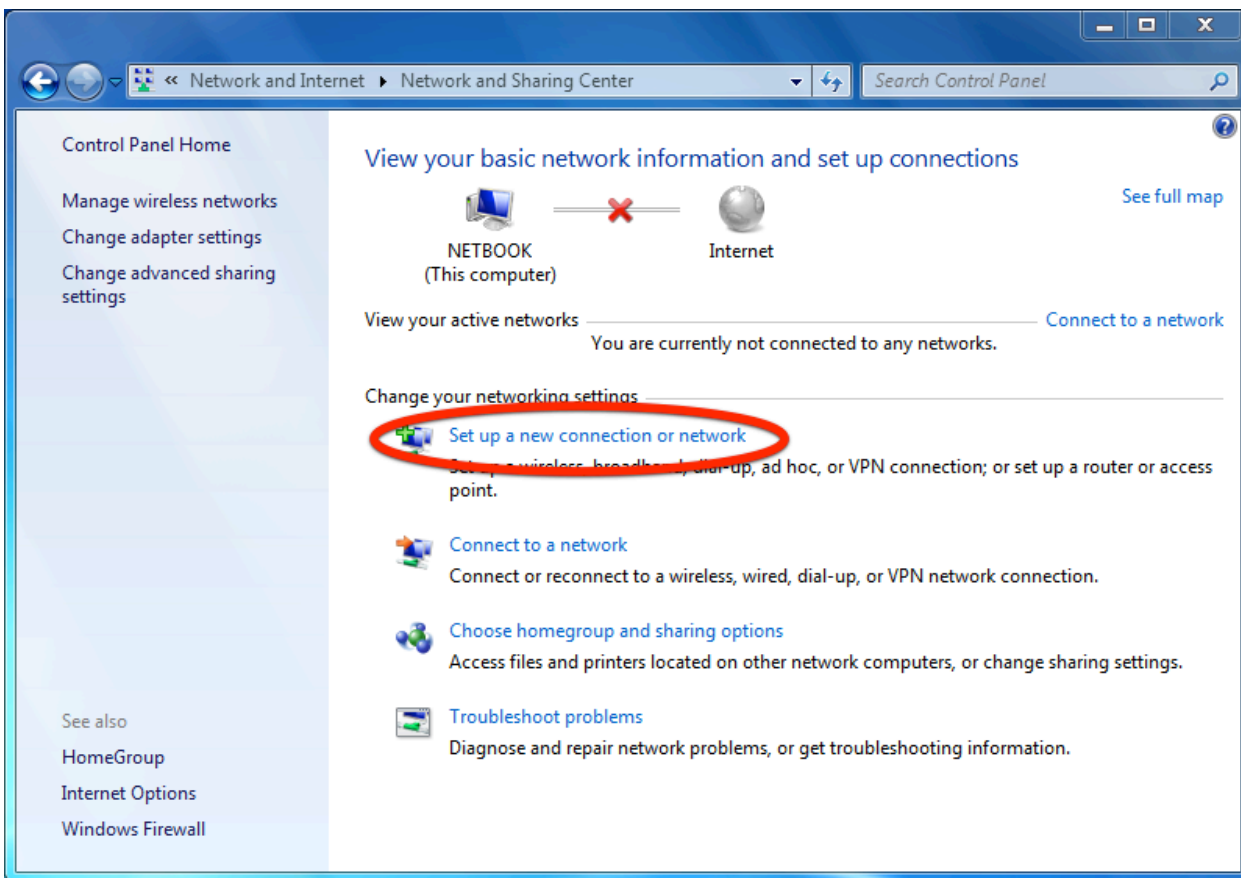 « Network and Internet ▸ Network and Sharing Center
Search Control Panel
Control Panel Home
Manage wireless networks
Change adapter settings
Change advanced sharing
settings
See also
HomeGroup
Internet Options
Windows Firewall
View your basic network information and set up connections
See full map
NETBOOK
(This computer)
Internet
View your active networks
Connect to a network
You are currently not connected to any networks.
Change your networking settings
Set up a new connection or network
Set up a wireless, broadband, dial-up, ad hoc, or VPN connection; or set up a router or access
point.
Connect to a network
Connect or reconnect to a wireless, wired, dial-up, or VPN network connection.
Choose homegroup and sharing options
Access files and printers located on other network computers, or change sharing settings.
Troubleshoot problems
Diagnose and repair network problems, or get troubleshooting information.